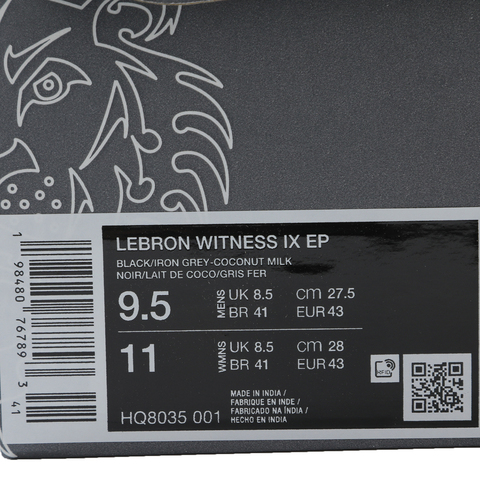 LEBRON WITNESS IX EP
BLACK/IRON GREY-COCONUT MILK
NOIR/LAIT DE COCO/GRIS FER
9.5 MENS UK 8.5 CM 27.5
BR 41 EUR 43
11 WMNS UK 8.5 CM 28
BR 41 EUR 43
RFID
HQ8035 001
MADE IN INDIA /
FABRIQUE EN INDE /
FABRICADO NA ÍNDIA /
HECHO EN INDIA
1 98480 76789 3 41